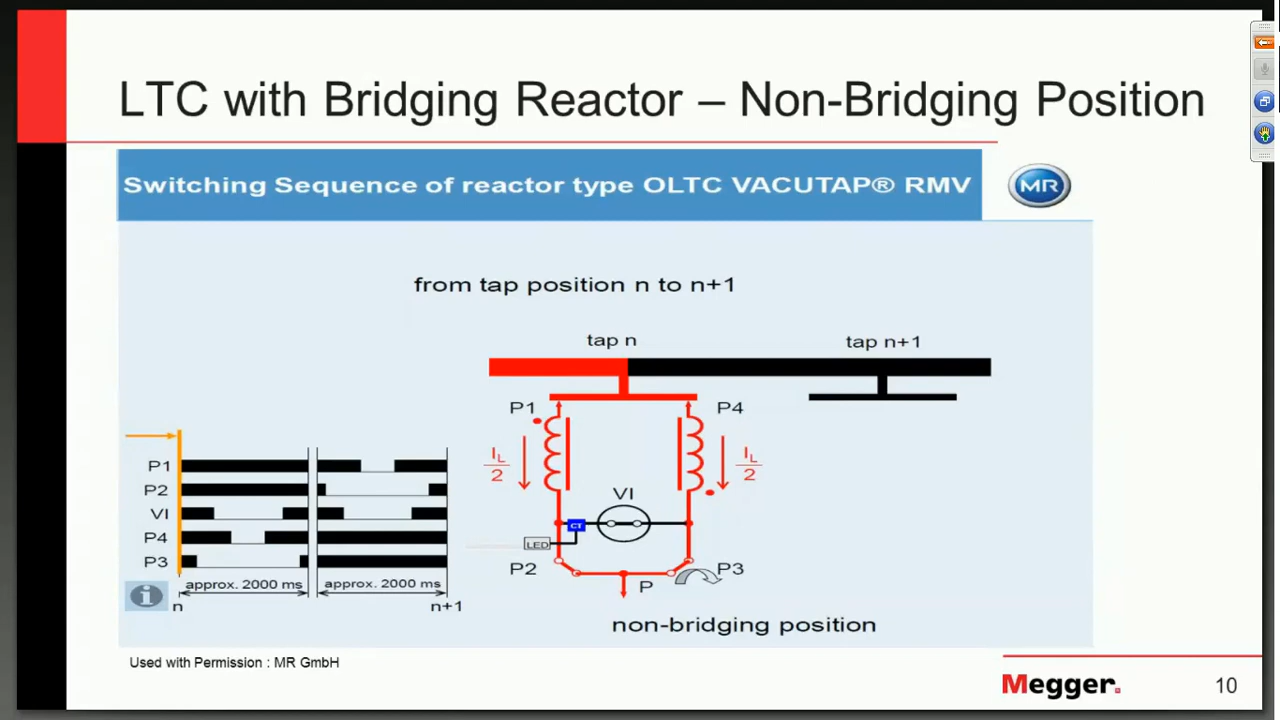 LTC with Bridging Reactor – Non-Bridging Position
Switching Sequence of reactor type OLTC VACUTAP® RMV
MR
from tap position n to n+1
tap n
tap n+1
P1
P4
I_L/2
I_L/2
VI
CT
LED
P2
P
P3
non-bridging position
P1
P2
VI
P4
P3
approx. 2000 ms
approx. 2000 ms
i
n
n+1
Used with Permission : MR GmbH
Megger.
10